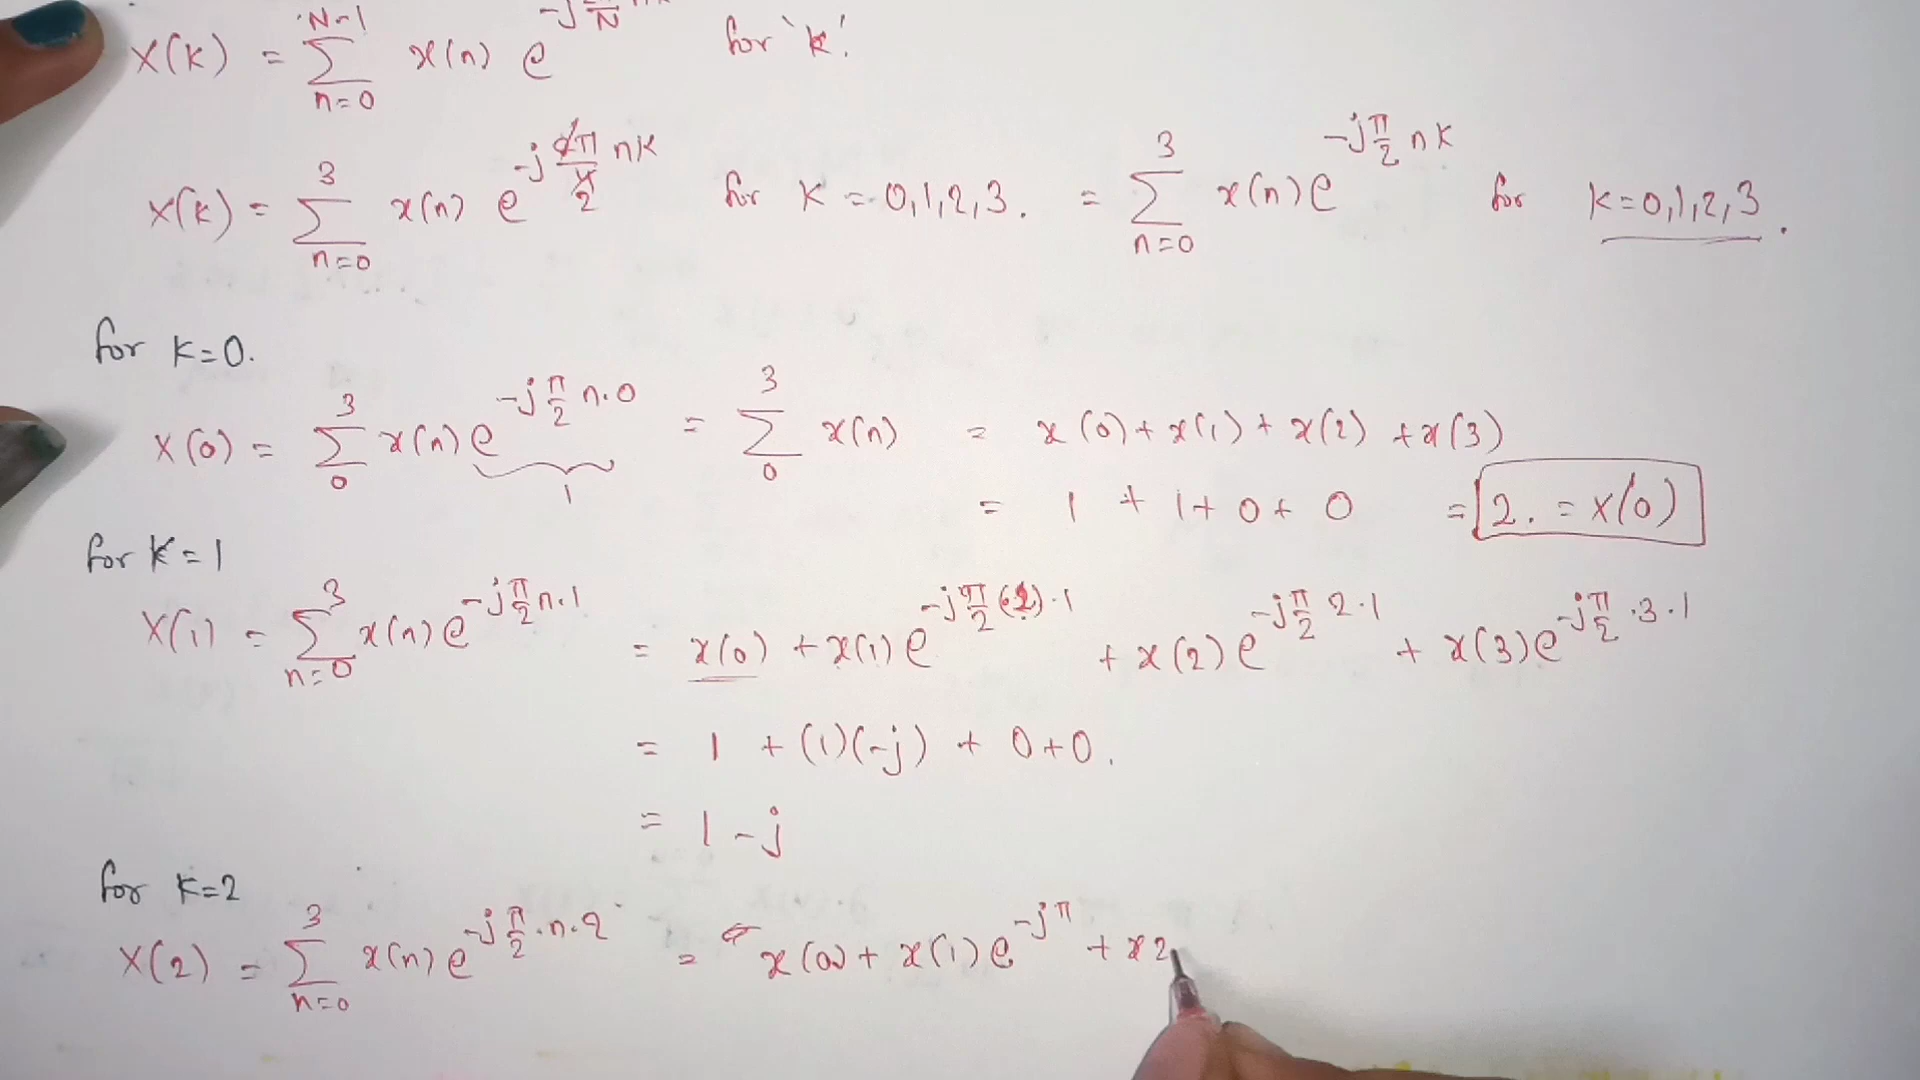 X(k) = Σ_{n=0}^{N-1} x(n) e^{-j π/N} for 'k'.
X(k) = Σ_{n=0}^{3} x(n) e^{-j 2π/4 2 nk} for K = 0,1,2,3. = Σ_{n=0}^{3} x(n) e^{-j π/2 nk} for k=0,1,2,3.
for k=0.
X(0) = Σ_{0}^{3} x(n) e^{-j π/2 n.0} = Σ_{0}^{3} x(n) = x(0) + x(1) + x(2) + x(3)
1
= 1 + 1 + 0 + 0 = 2. = X(0)
for k=1
X(1) = Σ_{n=0}^{3} x(n) e^{-j π/2 n.1} = x(0) + x(1) e^{-j π/2 (1).1} + x(2) e^{-j π/2 2.1} + x(3) e^{-j π/2 .3.1}
= 1 + (1)(-j) + 0+0.
= 1 - j
for k=2
X(2) = Σ_{n=0}^{3} x(n) e^{-j π/2 .n.2} = x(0) + x(1) e^{-jπ} + x2